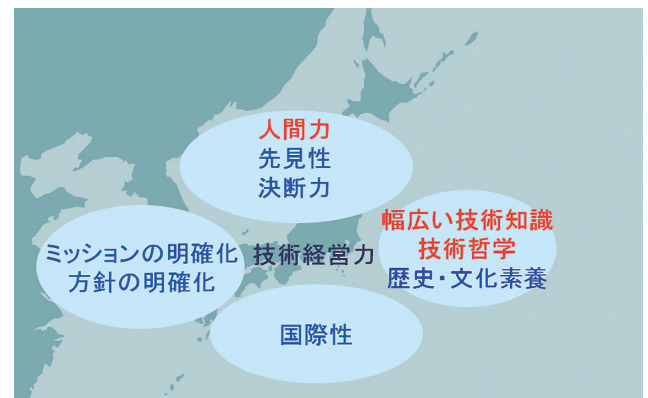 人間力
先見性
決断力
ミッションの明確化
方針の明確化
技術経営力
幅広い技術知識
技術哲学
歴史・文化素養
国際性